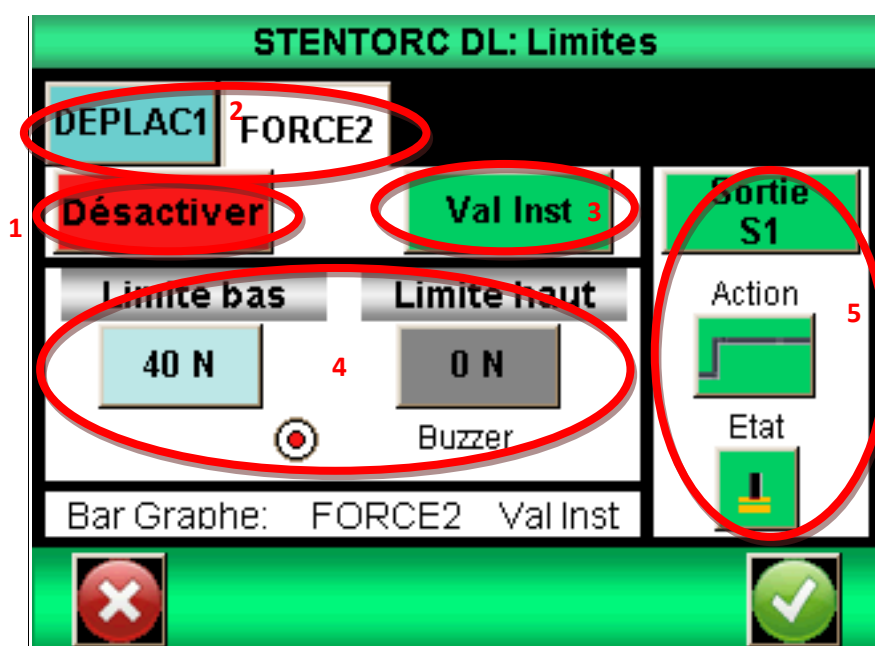 STENTORC DL: Limites
DEPLAC1
2
FORCE2
1
Désactiver
Val Inst
3
Sortie
S1
Limite bas
Limite haut
Action
5
40 N
4
0 N
Buzzer
Etat
Bar Graphe: FORCE2 Val Inst